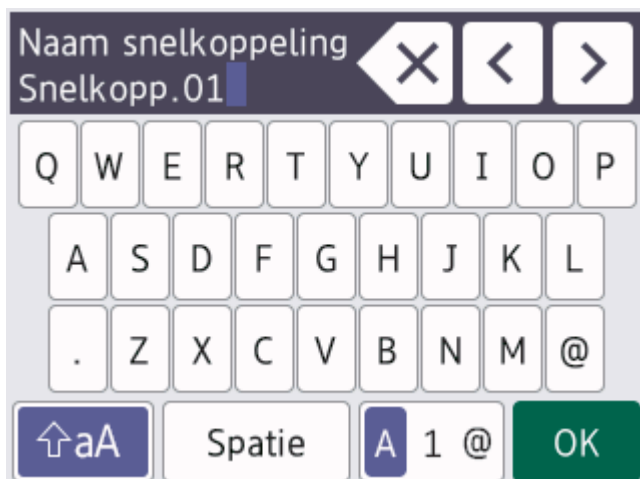 Naam snelkoppeling
Snelkopp.01
Q W E R T Y U I O P
A S D F G H J K L
. Z X C V B N M @
aA Spatie A 1 @ OK